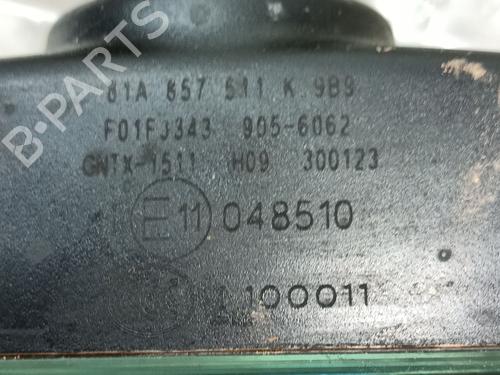 81A 857 511 K 9B9
F01FJ343 905-6062
GNTX-1511 H09 300123
E11 048510
100011
B-PARTS